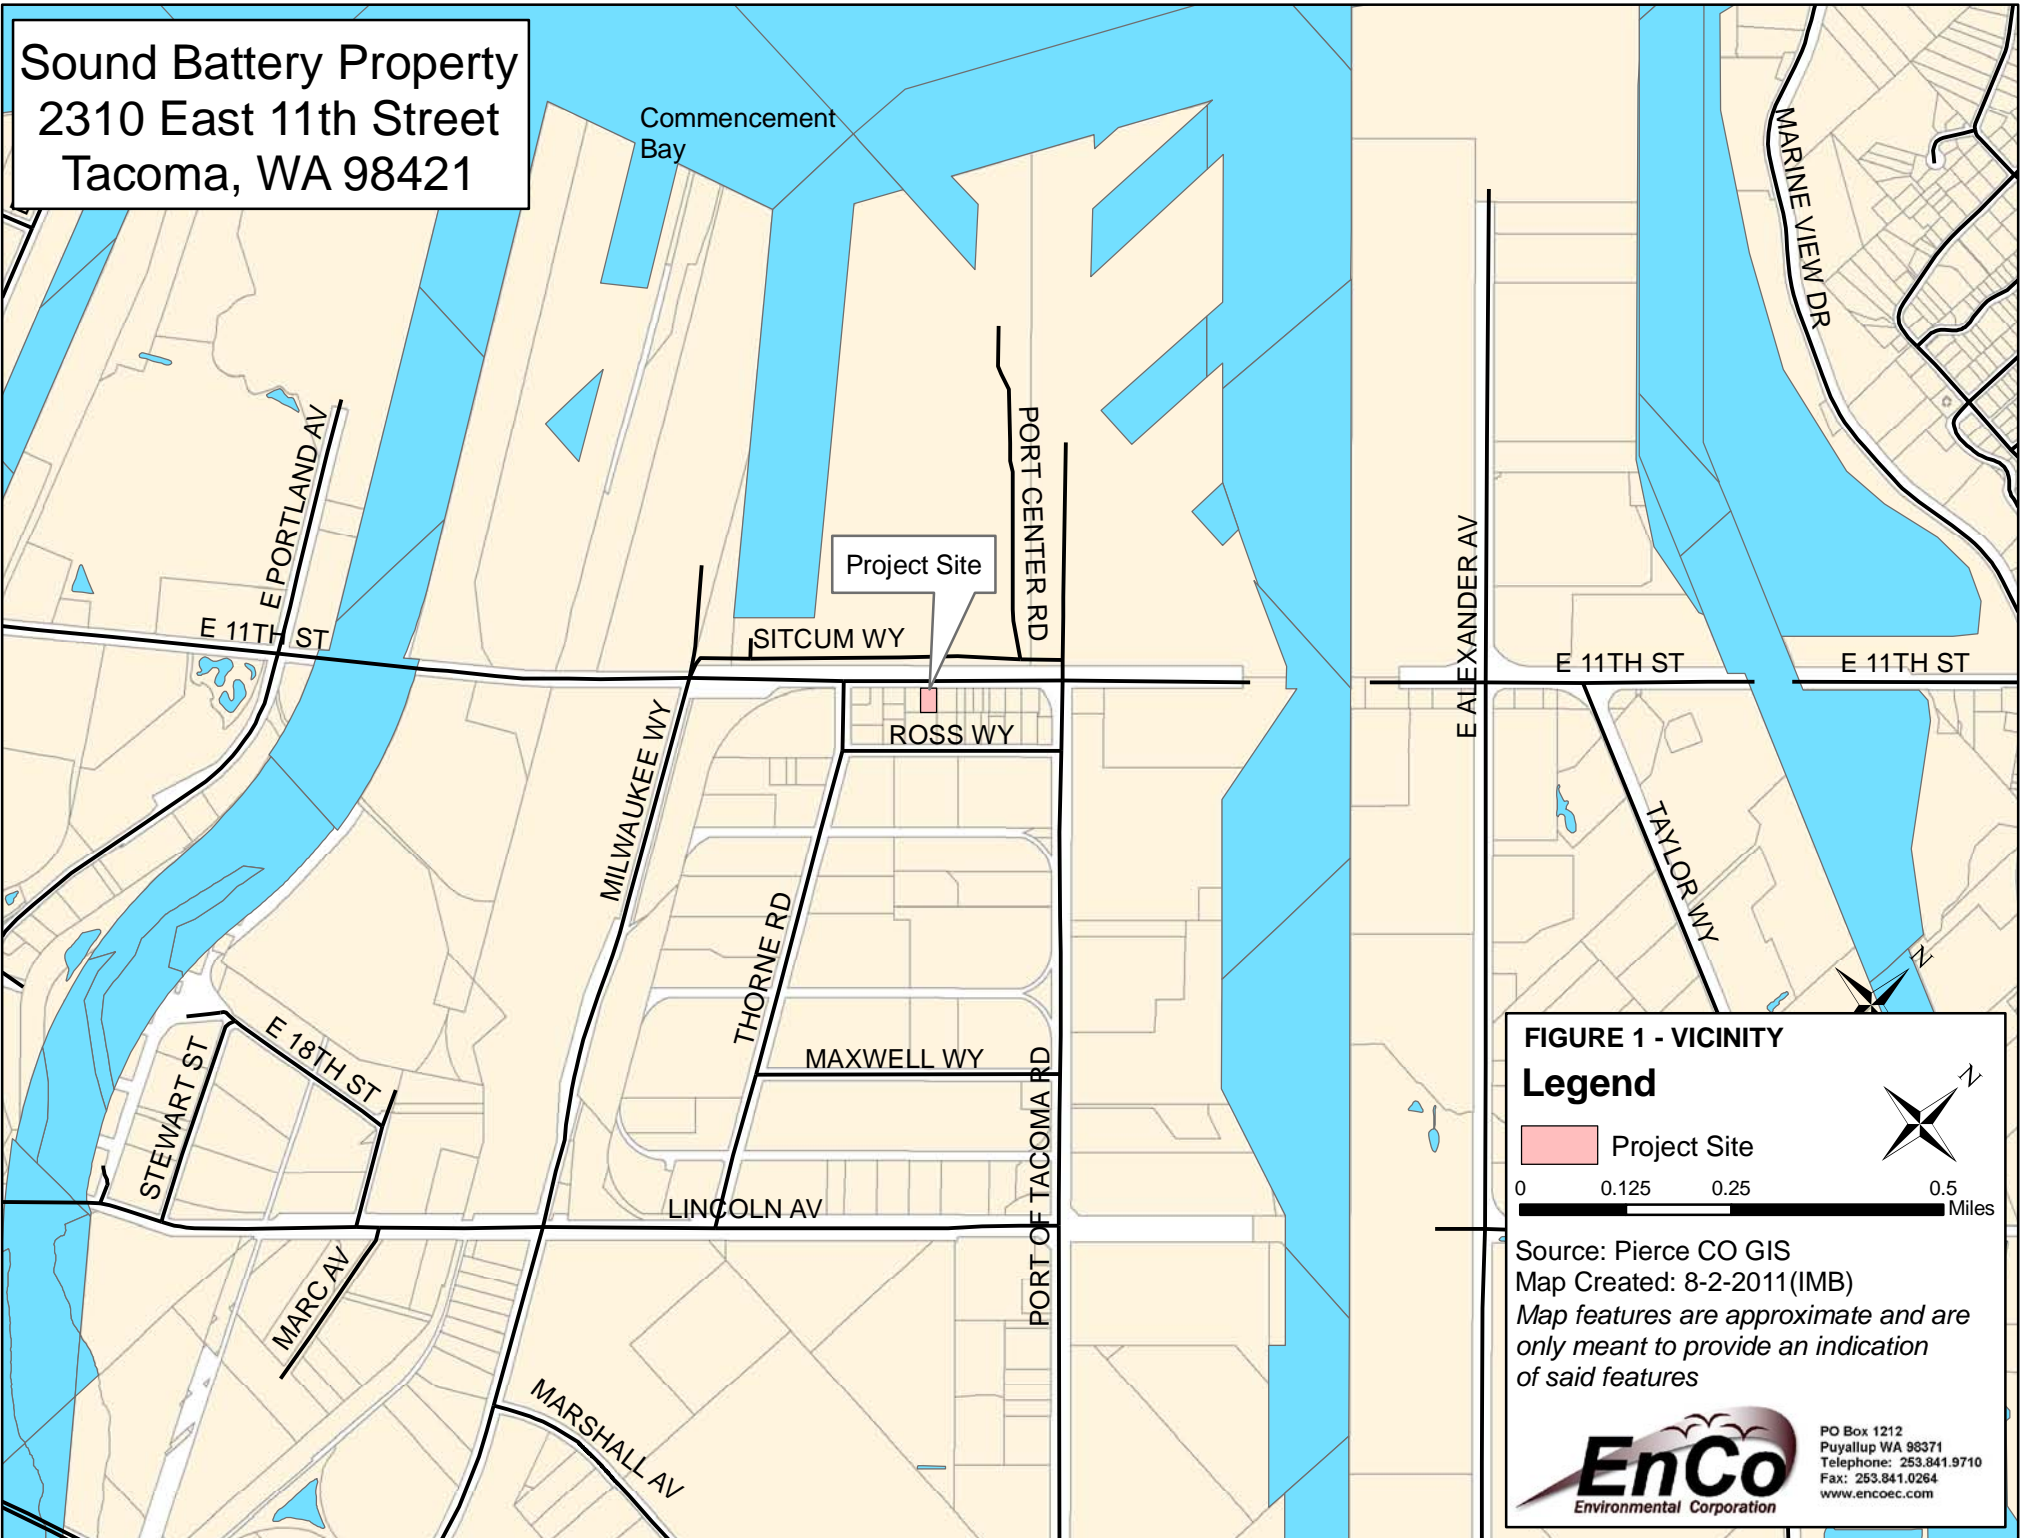 Sound Battery Property
2310 East 11th Street
Tacoma, WA 98421
Commencement
Bay
MARINE VIEW DR
E PORTLAND AV
PORT CENTER RD
Project Site
E 11TH ST
SITCUM WY
E ALEXANDER AV
E 11TH ST
E 11TH ST
MILWAUKEE WY
ROSS WY
TAYLOR WY
THORNE RD
N
E 18TH ST
STEWART ST
MAXWELL WY
PORT OF TACOMA RD
LINCOLN AV
MARC AV
MARSHALL AV
FIGURE 1 - VICINITY
Legend
N
Project Site
0 0.125 0.25 0.5
Miles
Source: Pierce CO GIS
Map Created: 8-2-2011(IMB)
Map features are approximate and are
only meant to provide an indication
of said features
EnCo
Environmental Corporation
PO Box 1212
Puyallup WA 98371
Telephone: 253.841.9710
Fax: 253.841.0264
www.encoec.com